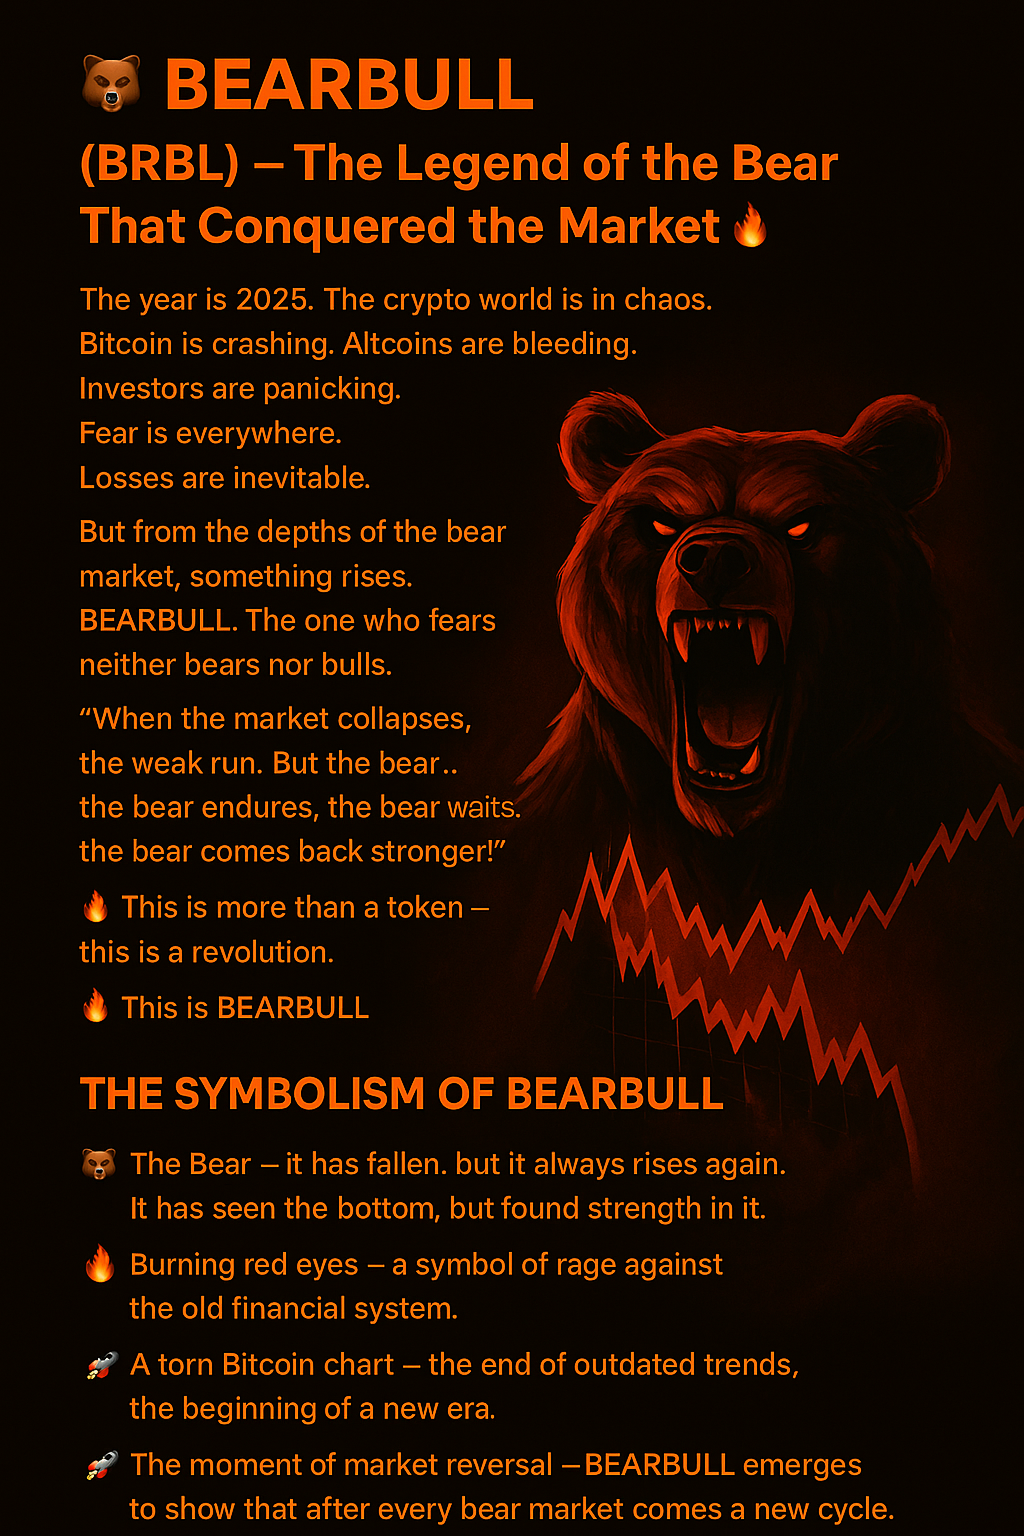 🐻 BEARBULL
(BRBL) – The Legend of the Bear
That Conquered the Market 🔥
The year is 2025. The crypto world is in chaos.
Bitcoin is crashing. Altcoins are bleeding.
Investors are panicking.
Fear is everywhere.
Losses are inevitable.
But from the depths of the bear
market, something rises.
BEARBULL. The one who fears
neither bears nor bulls.
“When the market collapses,
the weak run. But the bear..
the bear endures, the bear waits.
the bear comes back stronger!”
🔥 This is more than a token –
this is a revolution.
🔥 This is BEARBULL
THE SYMBOLISM OF BEARBULL
🐻 The Bear – it has fallen. but it always rises again.
It has seen the bottom, but found strength in it.
🔥 Burning red eyes – a symbol of rage against
the old financial system.
🚀 A torn Bitcoin chart – the end of outdated trends,
the beginning of a new era.
🚀 The moment of market reversal – BEARBULL emerges
to show that after every bear market comes a new cycle.